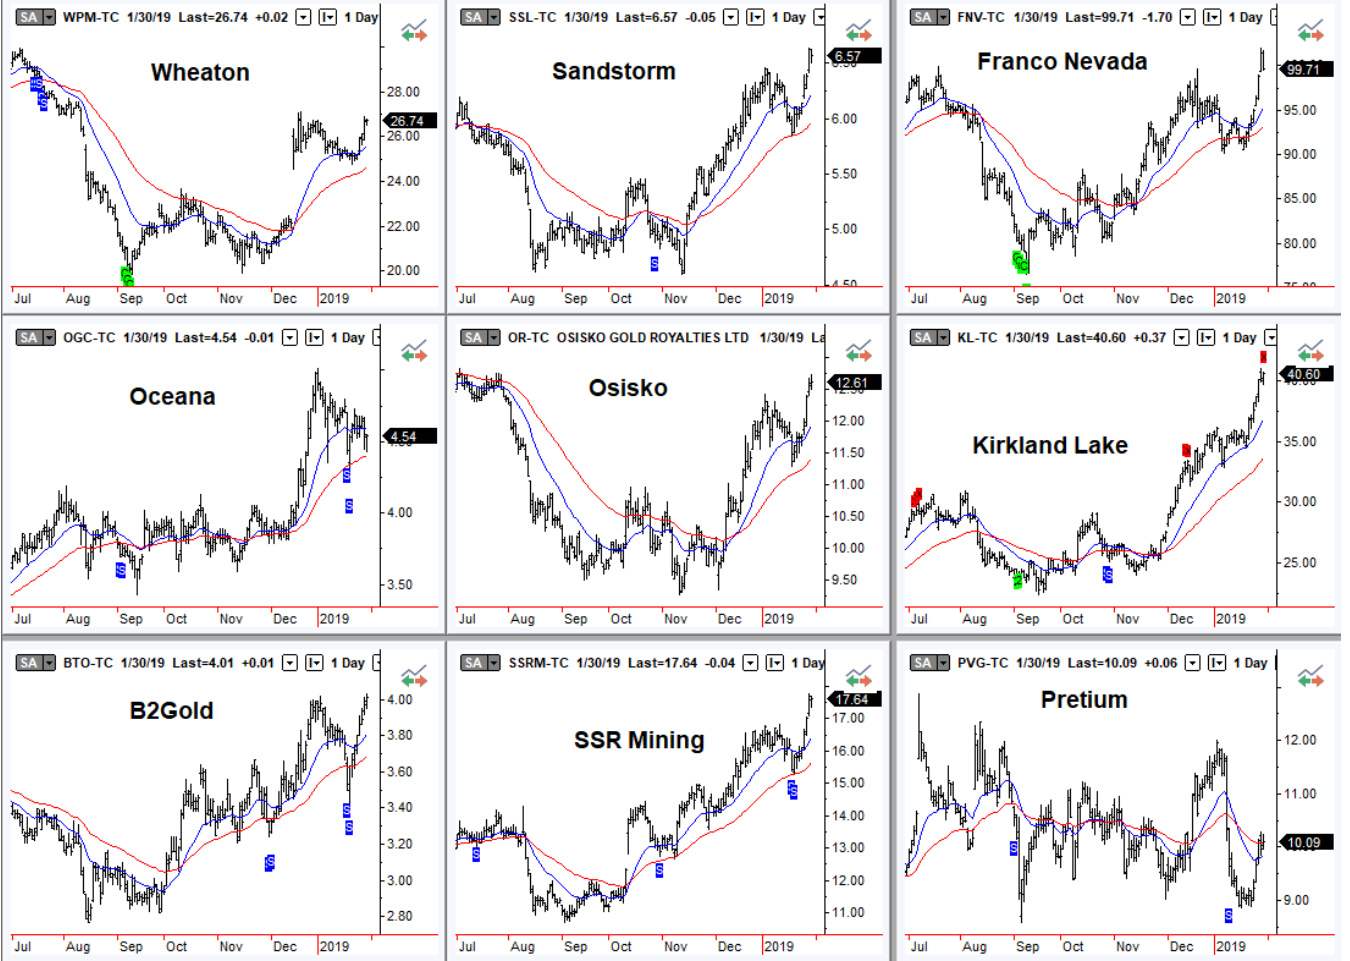 SA WPM-TC 1/30/19 Last=26.74 +0.02 1 Day
Wheaton
28.00
26.74
26.00
24.00
22.00
20.00
Jul Aug Sep Oct Nov Dec 2019
SA SSL-TC 1/30/19 Last=6.57 -0.05 1 Day
Sandstorm
6.57
6.50
6.00
5.50
5.00
4.50
Jul Aug Sep Oct Nov Dec 2019
SA FNV-TC 1/30/19 Last=99.71 -1.70 1 Day
Franco Nevada
99.71
95.00
90.00
85.00
80.00
75.00
Jul Aug Sep Oct Nov Dec 2019
SA OGC-TC 1/30/19 Last=4.54 -0.01 1 Day
Oceana
4.54
4.50
4.00
3.50
Jul Aug Sep Oct Nov Dec 2019
SA OR-TC OSISKO GOLD ROYALTIES LTD 1/30/19 La
Osisko
12.61
12.50
12.00
11.50
11.00
10.50
10.00
9.50
Jul Aug Sep Oct Nov Dec 2019
SA KL-TC 1/30/19 Last=40.60 +0.37 1 Day
Kirkland Lake
40.60
40.00
35.00
30.00
25.00
Jul Aug Sep Oct Nov Dec 2019
SA BTO-TC 1/30/19 Last=4.01 +0.01 1 Day
B2Gold
4.00
3.80
3.60
3.40
3.20
3.00
2.80
Jul Aug Sep Oct Nov Dec 2019
SA SSRM-TC 1/30/19 Last=17.64 -0.04 1 Day
SSR Mining
17.64
17.00
16.00
15.00
14.00
13.00
12.00
11.00
Jul Aug Sep Oct Nov Dec 2019
SA PVG-TC 1/30/19 Last=10.09 +0.06 1 Day
Pretium
12.00
11.00
10.09
9.00
Jul Aug Sep Oct Nov Dec 2019